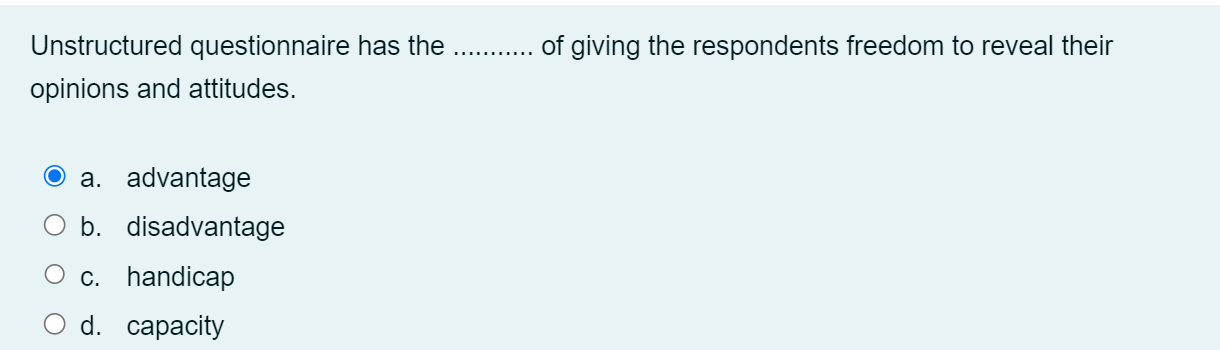 Unstructured questionnaire has the ........... of giving the respondents freedom to reveal their
opinions and attitudes.
a. advantage
b. disadvantage
c. handicap
d. capacity